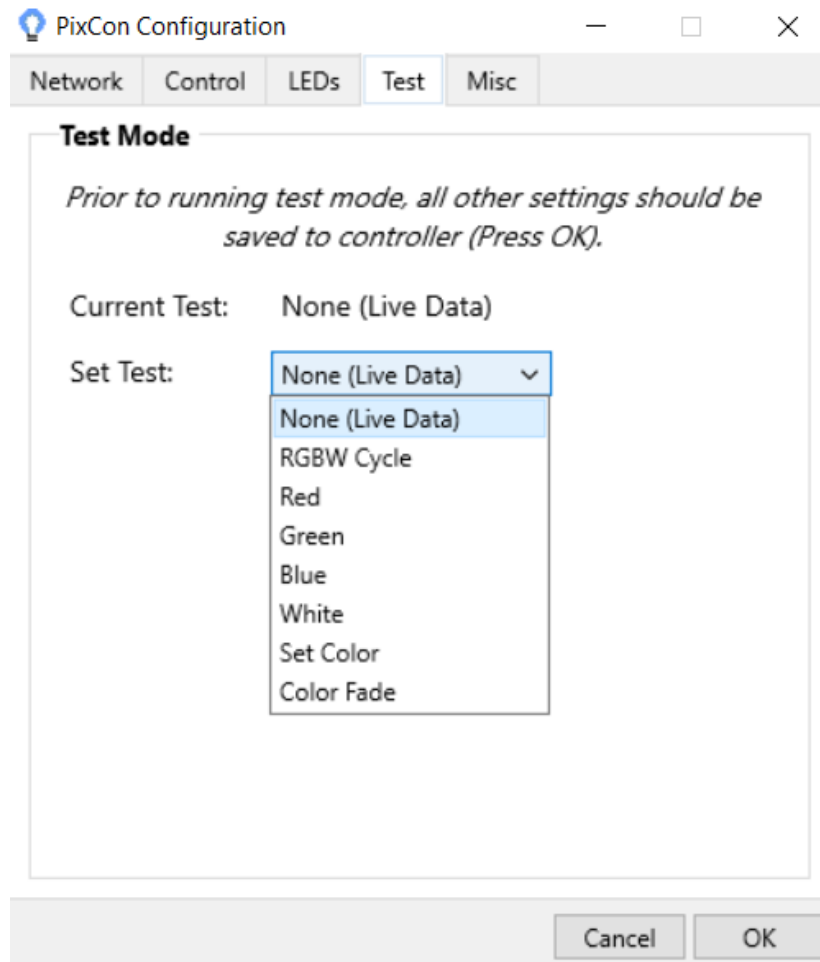 PixCon Configuration
Network Control LEDs Test Misc
Test Mode
Prior to running test mode, all other settings should be
saved to controller (Press OK).
Current Test: None (Live Data)
Set Test: None (Live Data)
None (Live Data)
RGBW Cycle
Red
Green
Blue
White
Set Color
Color Fade
Cancel OK